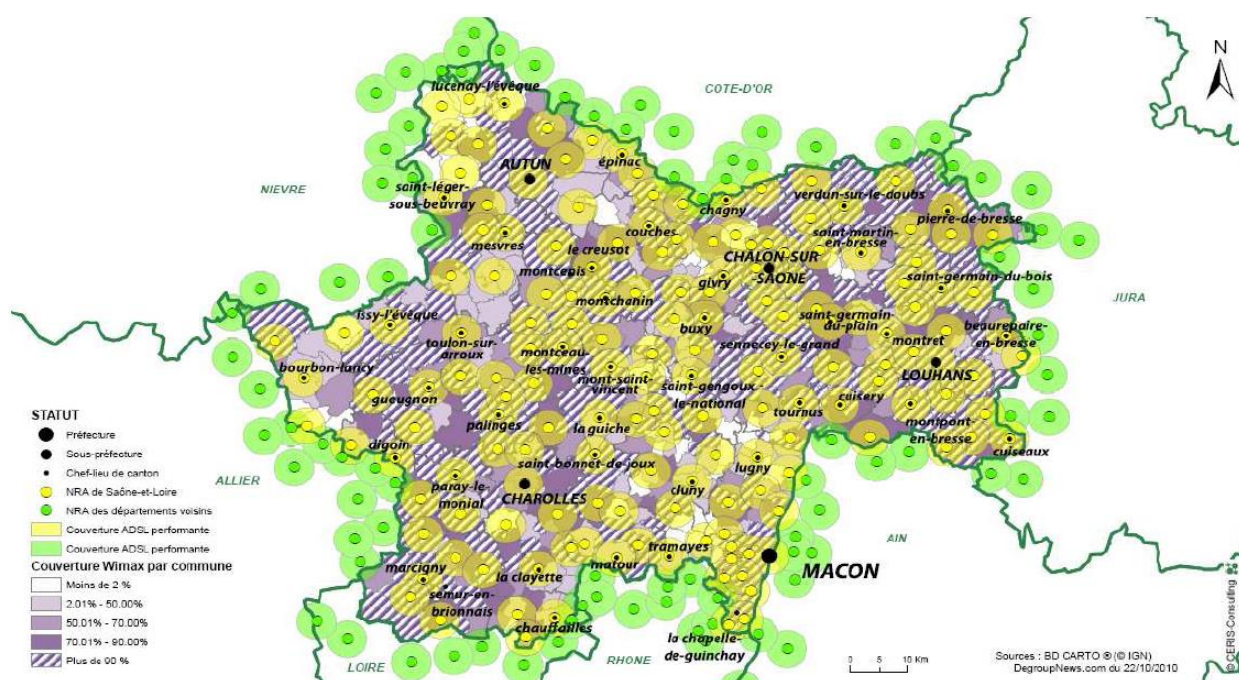 N
COTE-D'OR
lucenay-l'évêque
épinac
AUTUN
NIEVRE
saint-léger-
sous-beuvray
chagny
verdun-sur-le-doubs
pierre-de-bresse
couches
saint-martin-
en-bresse
mesvres
le creusot
CHALON-SUR
-SAONE
montcenis
saint-germain-du-bois
givry
JURA
montchanin
issy-l'évêque
saint-germain
du-plain
beaurepaire-
en-bresse
buxy
toulon-sur-
arroux
montret
sennecey-le-grand
montceau-
les-mines
bourbon-lancy
LOUHANS
mont-saint-
vincent
saint-gengoux-
le-national
gueugnon
cuisery
tournus
palinges
la guiche
montpont-
en-bresse
digoin
cuiseaux
saint-bonnet-de-joux
lugny
ALLIER
paray-le-
monial
CHAROLLES
cluny
AIN
tramayes
matour
MACON
marcigny
la clayette
semur-en-
brionnais
chauffailles
la chapelle-
de-guinchay
LOIRE
RHONE
STATUT
Préfecture
Sous-préfecture
Chef-lieu de canton
NRA de Saône-et-Loire
NRA des départements voisins
Couverture ADSL performante
Couverture ADSL performante
Couverture Wimax par commune
Moins de 2 %
2.01% - 50.00%
50.01% - 70.00%
70.01% - 90.00%
Plus de 90 %
0 5 10 Km
Sources : BD CARTO ® (© IGN)
DegroupNews.com du 22/10/2010
© CERIS-Consulting